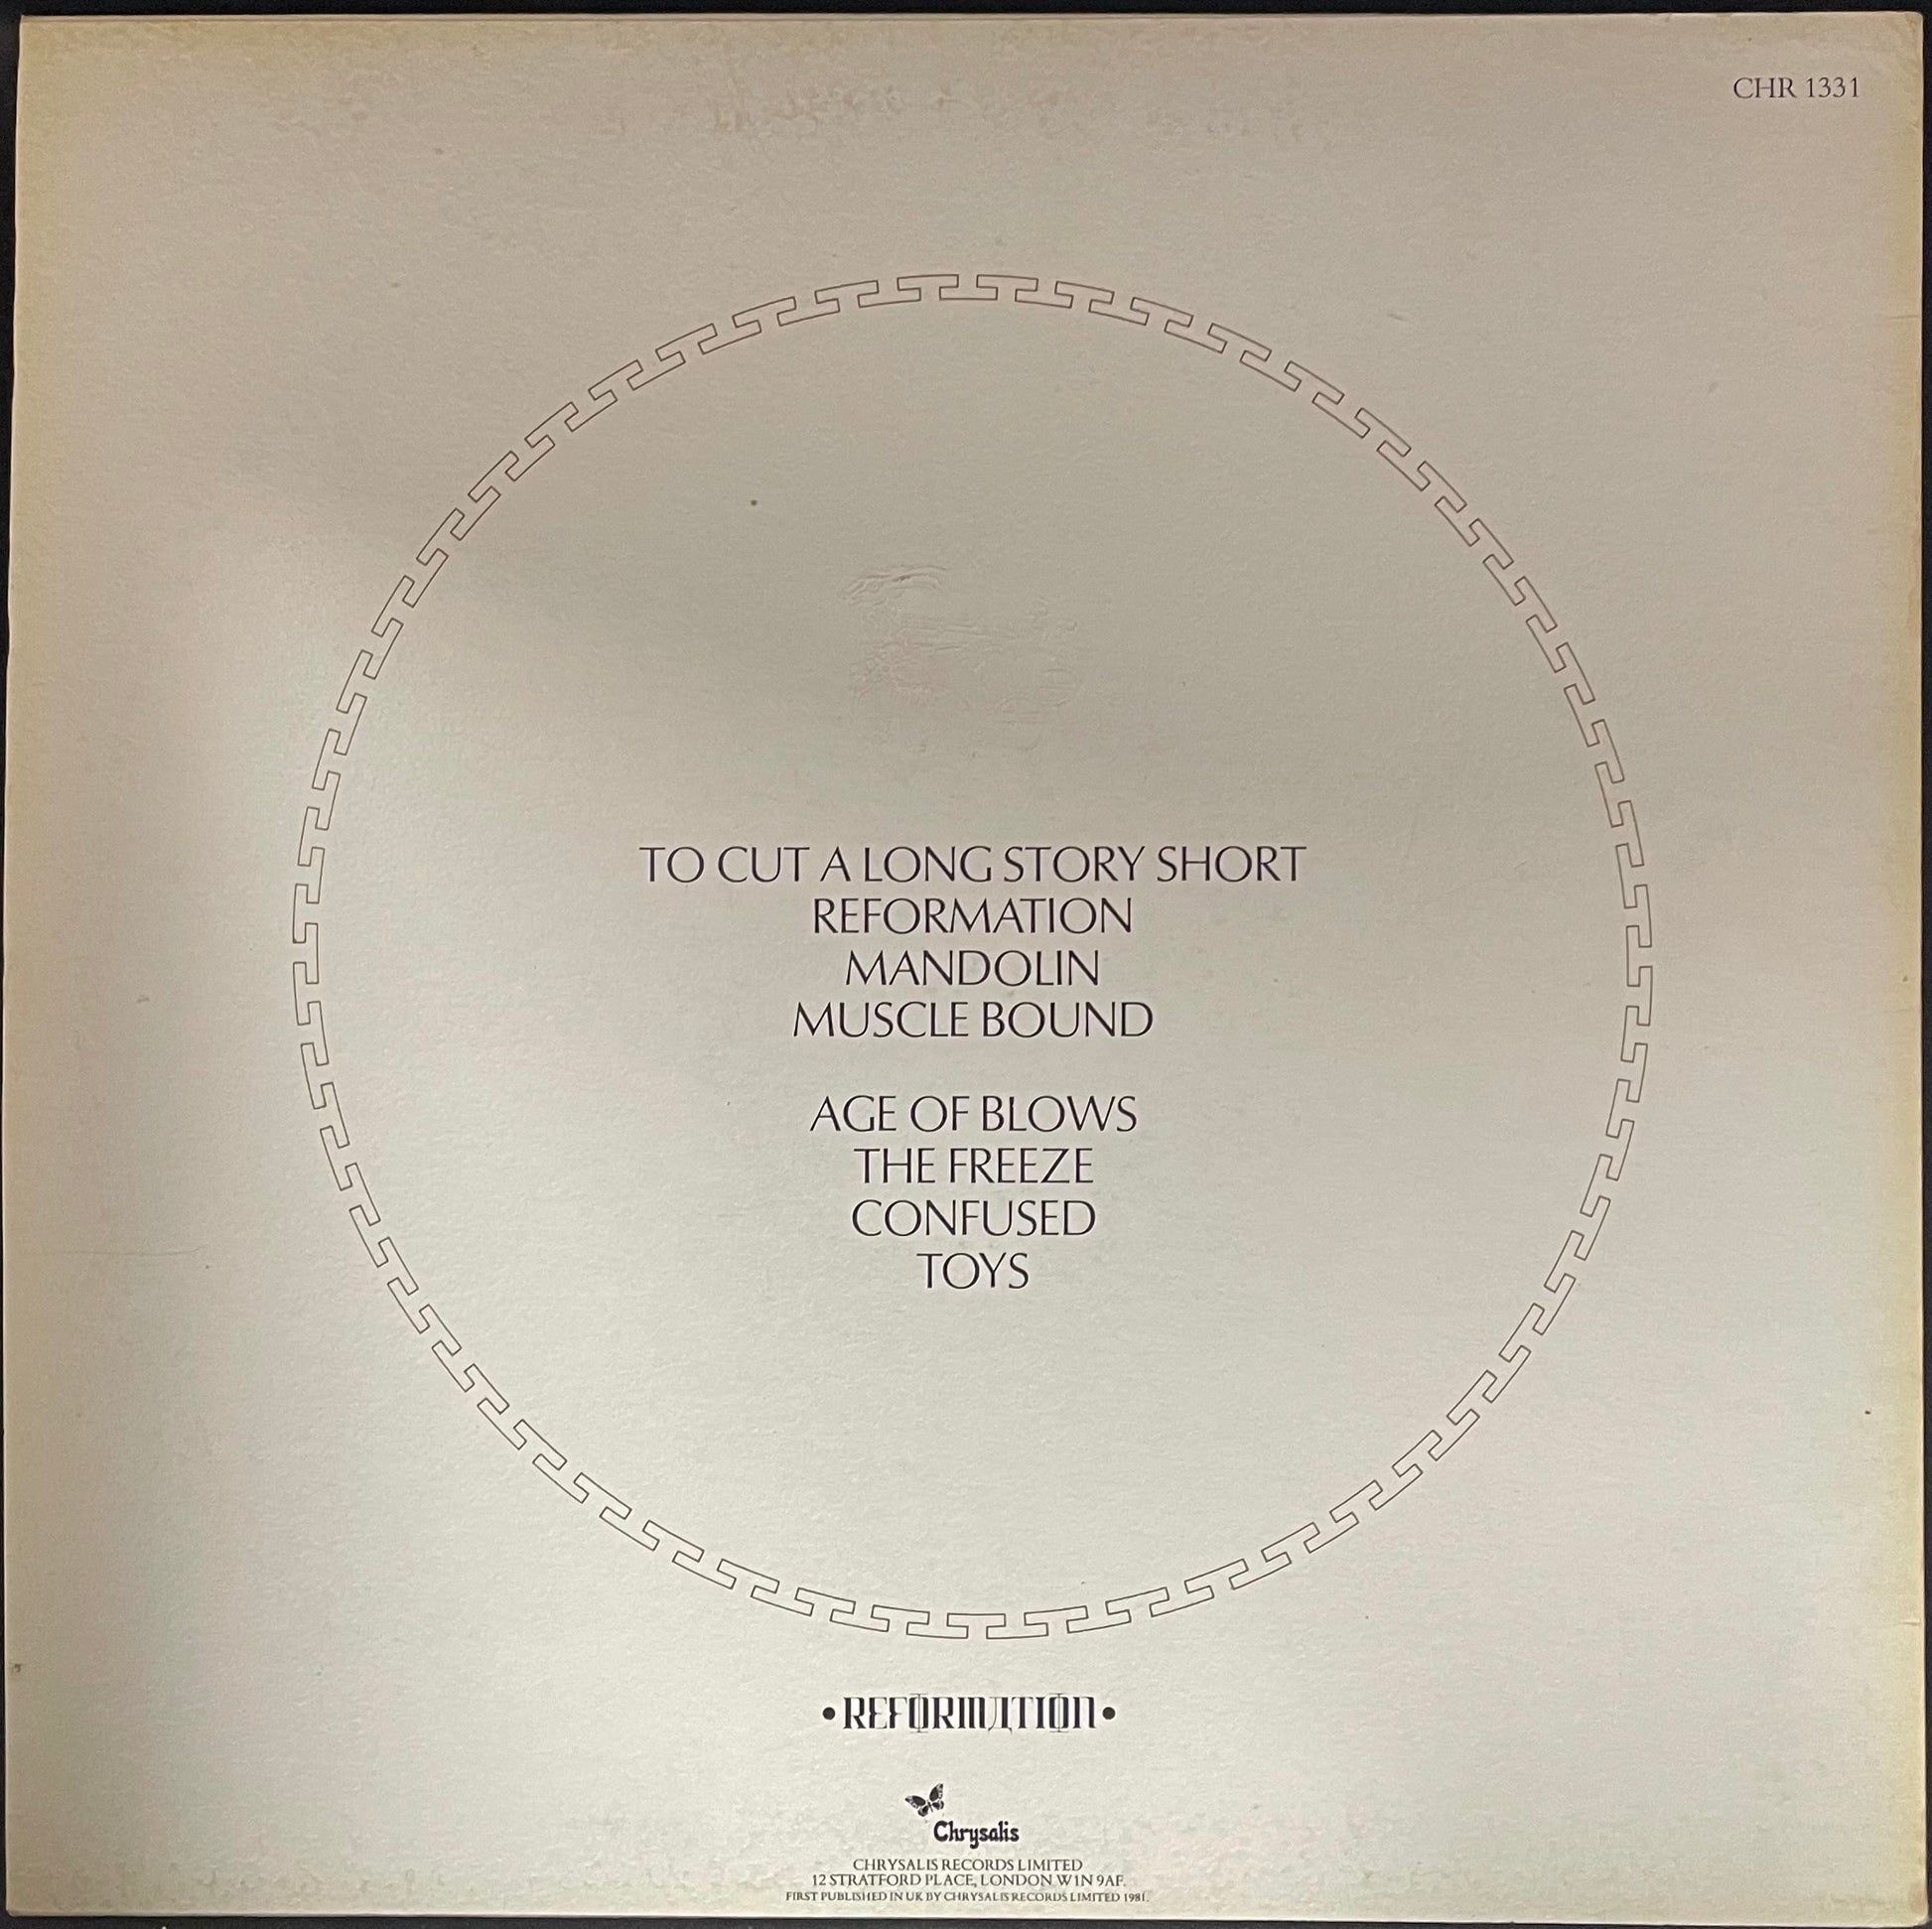 CHR 1331
TO CUT A LONG STORY SHORT
REFORMATION
MANDOLIN
MUSCLE BOUND
AGE OF BLOWS
THE FREEZE
CONFUSED
TOYS
• REFORMATION •
Chrysalis
CHRYSALIS RECORDS LIMITED
12 STRATFORD PLACE, LONDON W1N 9AF.
FIRST PUBLISHED IN UK BY CHRYSALIS RECORDS LIMITED 1981.